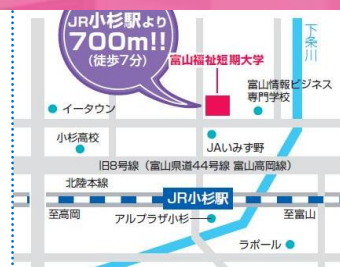 JR小杉駅より
700m!!
(徒歩7分)
富山福祉短期大学
下条川
富山情報ビジネス
専門学校
イータウン
小杉高校
JAいみず野
旧8号線（富山県道44号線 富山高岡線）
北陸本線
JR小杉駅
至高岡
アルプラザ小杉
至富山
ラポール